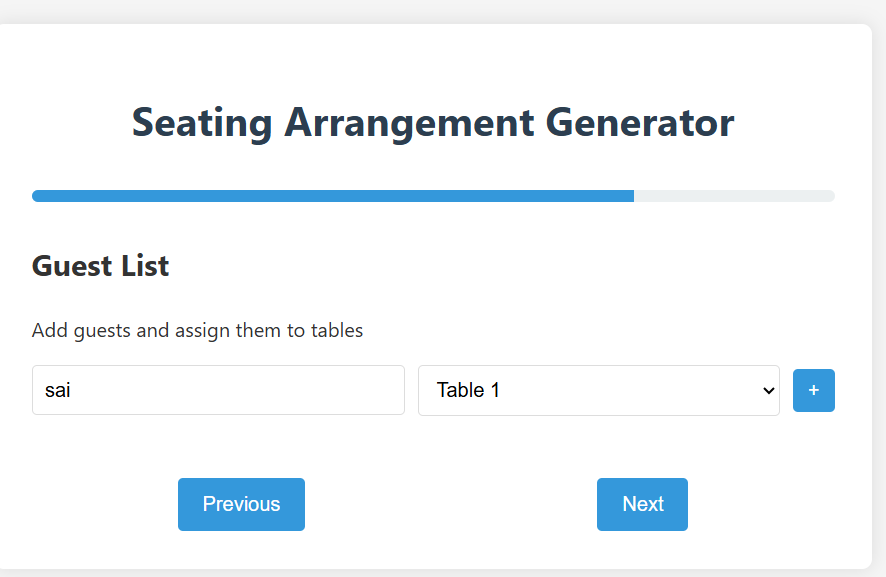 Seating Arrangement Generator
Guest List
Add guests and assign them to tables
sai Table 1 +
Previous Next